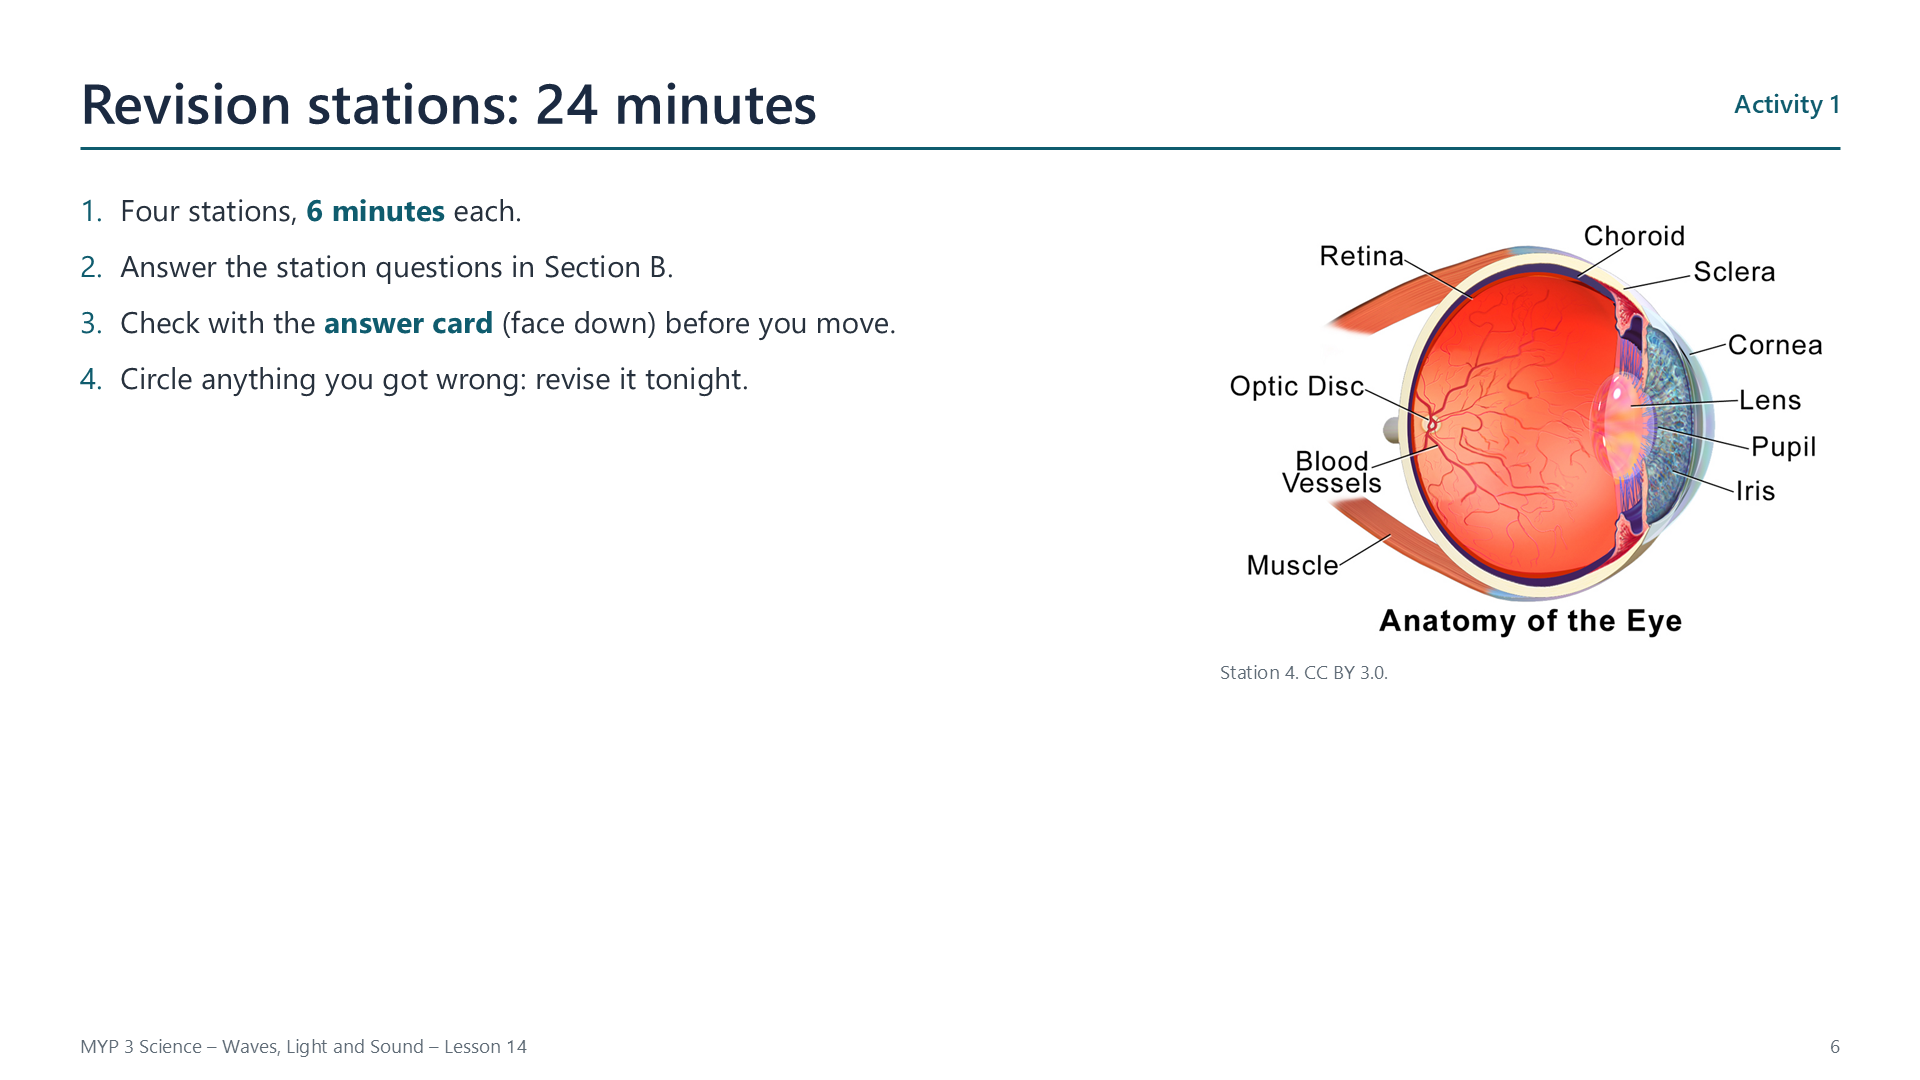 Revision stations: 24 minutes
Activity 1
1. Four stations, 6 minutes each.
2. Answer the station questions in Section B.
3. Check with the answer card (face down) before you move.
4. Circle anything you got wrong: revise it tonight.
Choroid
Retina
Sclera
Cornea
Optic Disc
Lens
Pupil
Blood
Vessels
Iris
Muscle
Anatomy of the Eye
Station 4. CC BY 3.0.
MYP 3 Science – Waves, Light and Sound – Lesson 14
6